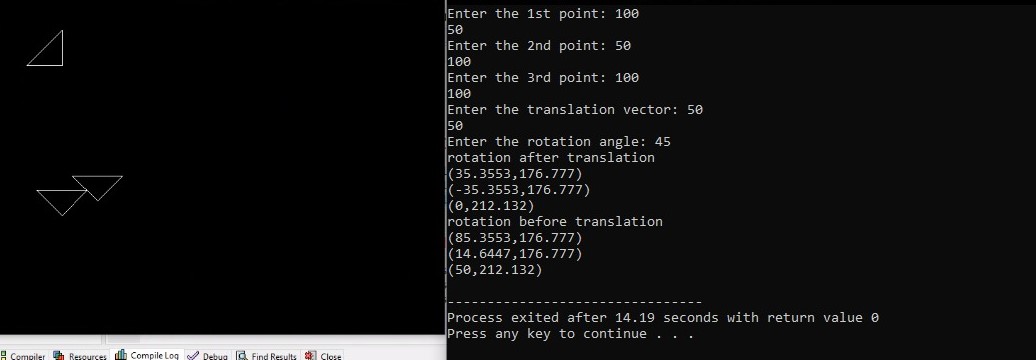 Enter the 1st point: 100
50
Enter the 2nd point: 50
100
Enter the 3rd point: 100
100
Enter the translation vector: 50
50
Enter the rotation angle: 45
rotation after translation
(35.3553,176.777)
(-35.3553,176.777)
(0,212.132)
rotation before translation
(85.3553,176.777)
(14.6447,176.777)
(50,212.132)
--------------------------------
Process exited after 14.19 seconds with return value 0
Press any key to continue . . .
Compiler Resources Compile Log Debug Find Results Close